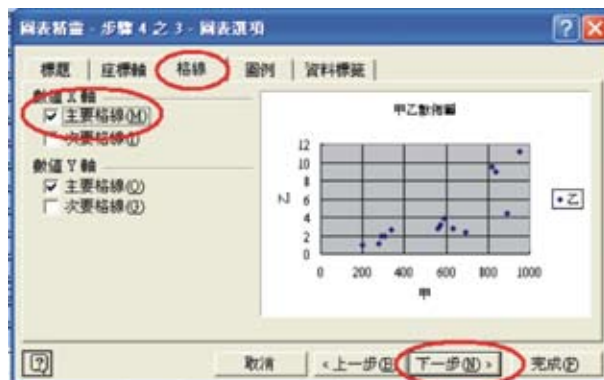 圖表精靈 - 步驟 4 之 3 - 圖表選項
標題 座標軸 格線 圖例 資料標籤
數值 X 軸
主要格線(M)
次要格線(I)
數值 Y 軸
主要格線(O)
次要格線(J)
甲乙散佈圖
乙
12
10
8
6
4
2
0
0 200 400 600 800 1000
甲
乙
取消 <上一步(B) 下一步(N) > 完成(F)